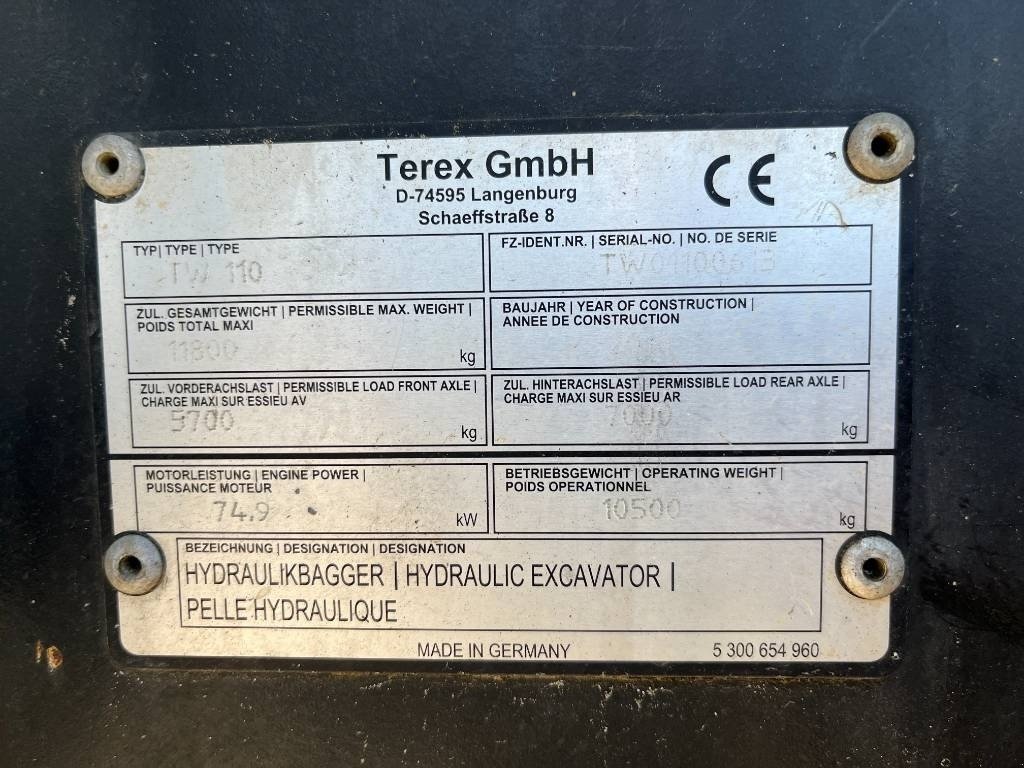 Terex GmbH
D-74595 Langenburg
Schaeffstraße 8
CE
TYP| TYPE | TYPE
TW 110
FZ-IDENT.NR. | SERIAL-NO. | NO. DE SERIE
ZUL. GESAMTGEWICHT | PERMISSIBLE MAX. WEIGHT |
POIDS TOTAL MAXI
11800
kg
BAUJAHR | YEAR OF CONSTRUCTION |
ANNEE DE CONSTRUCTION
ZUL. VORDERACHSLAST | PERMISSIBLE LOAD FRONT AXLE |
CHARGE MAXI SUR ESSIEU AV
5700
kg
ZUL. HINTERACHSLAST | PERMISSIBLE LOAD REAR AXLE |
CHARGE MAXI SUR ESSIEU AR
7000
kg
MOTORLEISTUNG | ENGINE POWER |
PUISSANCE MOTEUR
74.9
kW
BETRIEBSGEWICHT | OPERATING WEIGHT |
POIDS OPERATIONNEL
10500
kg
BEZEICHNUNG | DESIGNATION | DESIGNATION
HYDRAULIKBAGGER | HYDRAULIC EXCAVATOR |
PELLE HYDRAULIQUE
MADE IN GERMANY
5 300 654 960